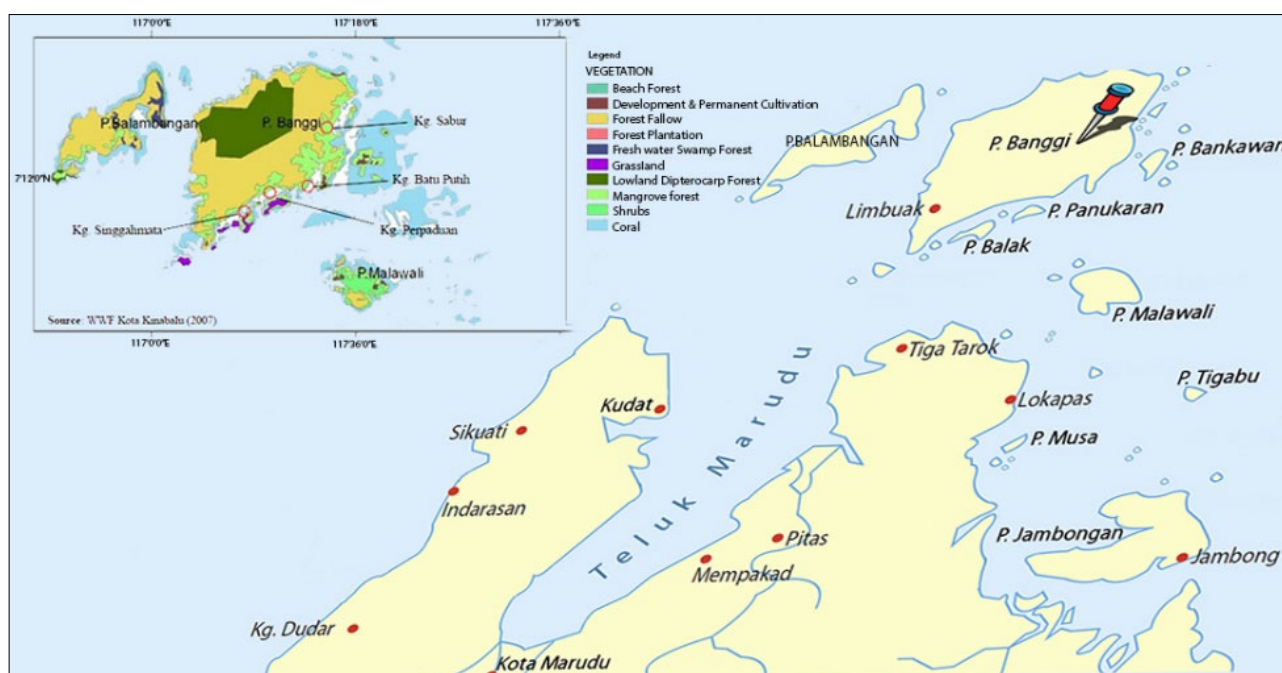 117°0'0"E
117°18'0"E
117°36'0"E
7°12'0"N
P.Balambangan
P. Banggi
Kg. Sabur
Kg. Batu Putih
Kg. Perpaduan
Kg. Singgahmata
P.Malawali
Source: WWF Kota Kinabalu (2007)
117°0'0"E
117°36'0"E
Legend
VEGETATION
Beach Forest
Development & Permanent Cultivation
Forest Fallow
Forest Plantation
Fresh water Swamp Forest
Grassland
Lowland Dipterocarp Forest
Mangrove forest
Shrubs
Coral
P.BALAMBANGAN
P. Banggi
P. Bankawan
Limbuak
P. Panukaran
P. Balak
P. Malawali
Tiga Tarok
P. Tigabu
Kudat
Lokapas
Sikuati
P. Musa
Teluk Marudu
Indarasan
Pitas
P. Jambongan
Mempakad
Jambong
Kg. Dudar
Kota Marudu